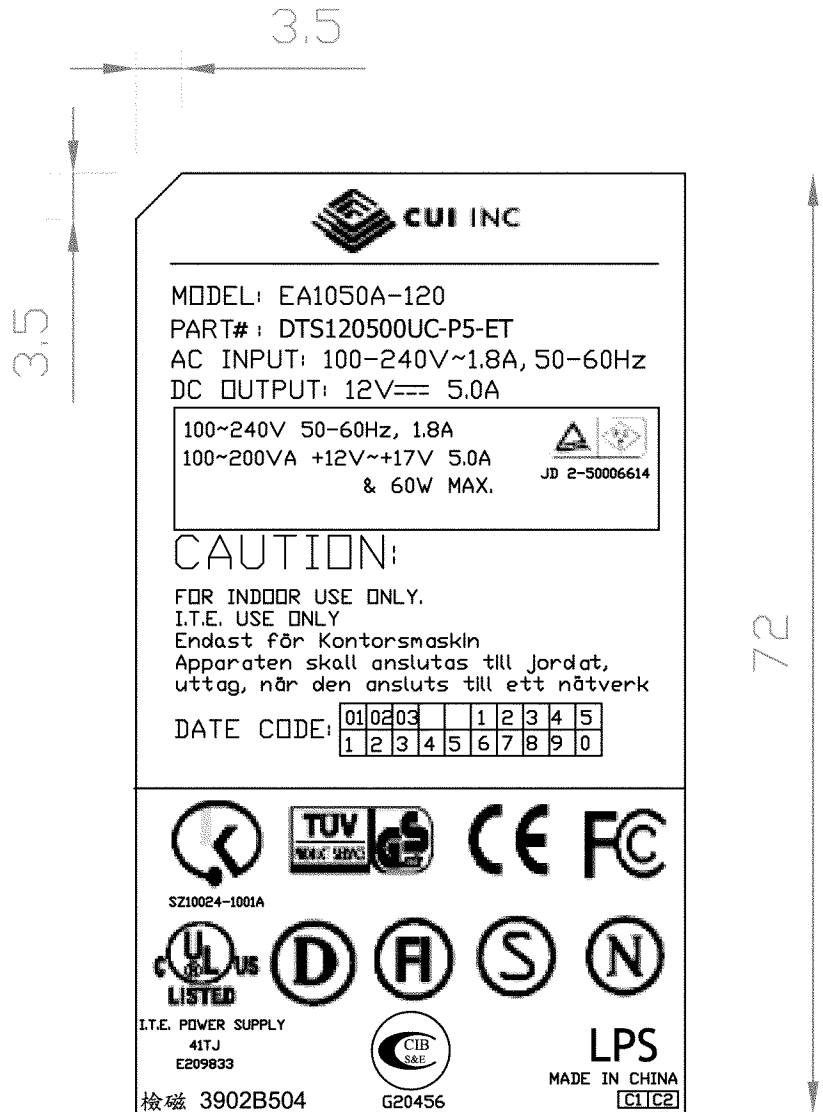 3.5
3.5
CUI INC
MODEL: EA1050A-120
PART# : DTS120500UC-P5-ET
AC INPUT: 100-240V~1.8A, 50-60Hz
DC OUTPUT: 12V⎓ 5.0A
100~240V 50-60Hz, 1.8A
100~200VA +12V~+17V 5.0A
& 60W MAX.
JD 2-50006614
CAUTION:
FOR INDOOR USE ONLY.
I.T.E. USE ONLY
Endast för Kontorsmaskin
Apparaten skall anslutas till jordat,
uttag, når den ansluts till ett nåtverk
72
DATE CODE: 01 02 03 1 2 3 4 5
1 2 3 4 5 6 7 8 9 0
TUV
GS
CE
FC
SZ10024-1001A
C UL® US
LISTED
D
FI
S
N
I.T.E. POWER SUPPLY
41TJ
E209833
CIB
S&E
G20456
LPS
MADE IN CHINA
C1 C2
檢磁 3902B504